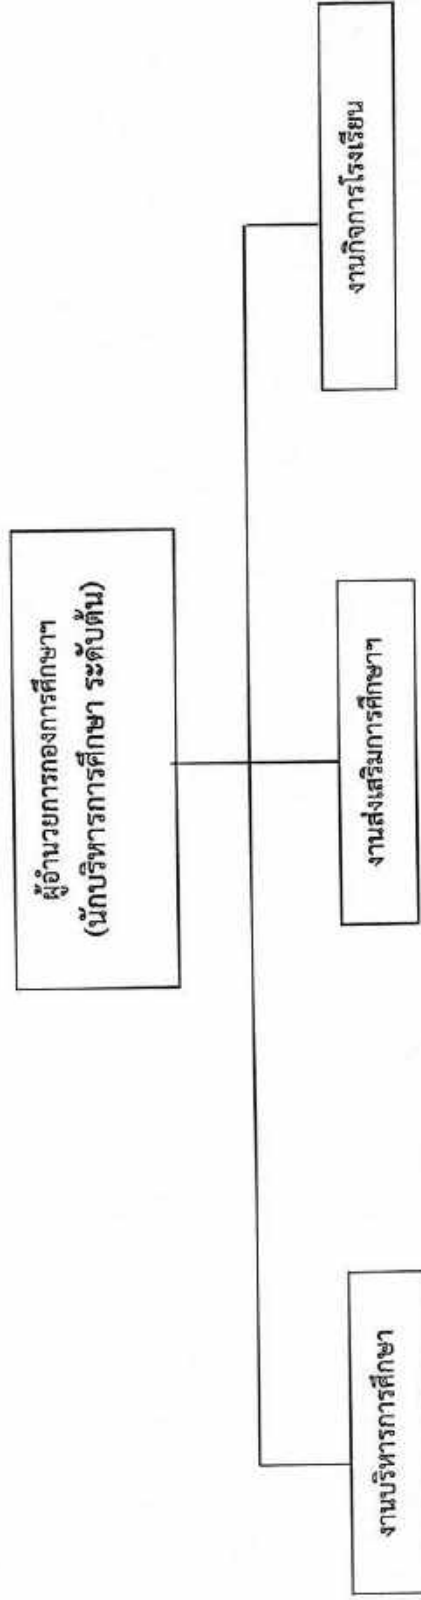 ผู้อำนวยการกองการศึกษาฯ
(นักบริหารการศึกษา ระดับต้น)
งานบริหารการศึกษา
งานส่งเสริมการศึกษาฯ
งานกิจการโรงเรียน